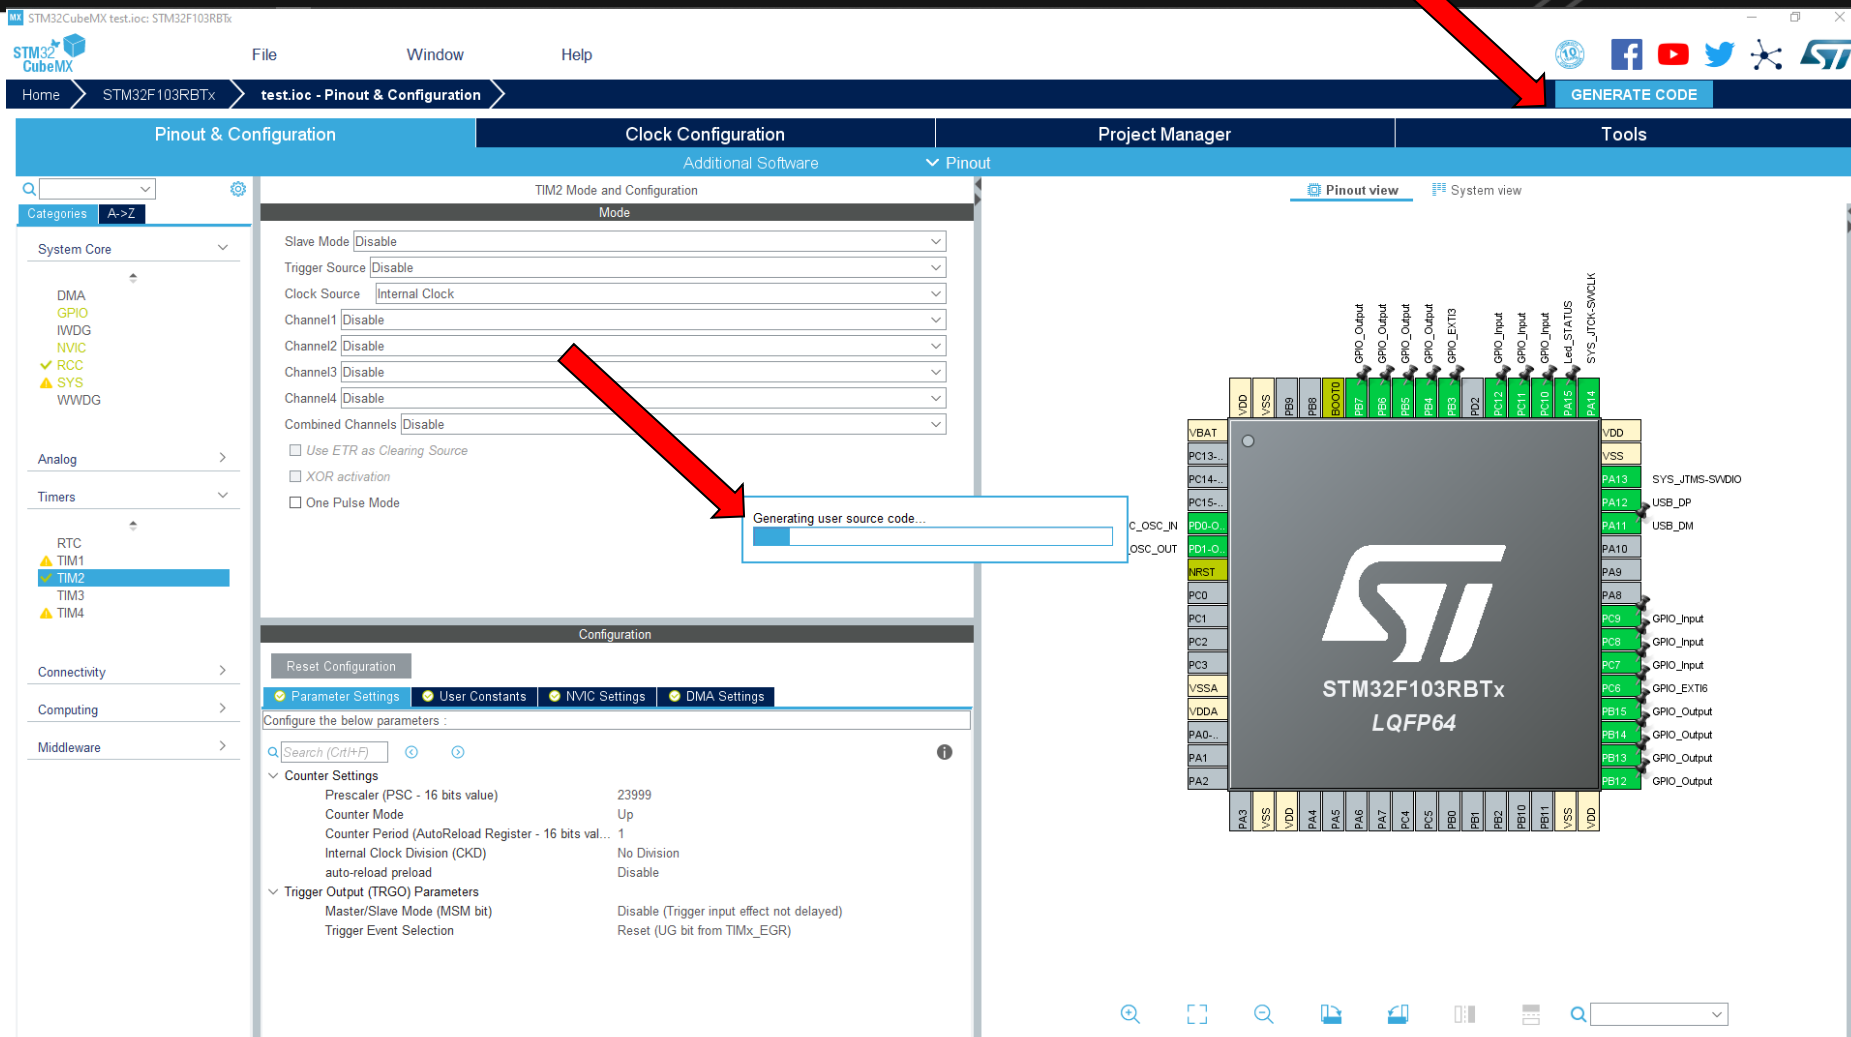 MX STM32CubeMX test.ioc: STM32F103RBTx
STM32
CubeMX
File
Window
Help
10
ST
Home
STM32F103RBTx
test.ioc - Pinout & Configuration
GENERATE CODE
Pinout & Configuration
Clock Configuration
Project Manager
Tools
Additional Software
Pinout
Categories
A->Z
System Core
DMA
GPIO
IWDG
NVIC
RCC
SYS
WWDG
Analog
Timers
RTC
TIM1
TIM2
TIM3
TIM4
Connectivity
Computing
Middleware
TIM2 Mode and Configuration
Mode
Slave Mode Disable
Trigger Source Disable
Clock Source Internal Clock
Channel1 Disable
Channel2 Disable
Channel3 Disable
Channel4 Disable
Combined Channels Disable
Use ETR as Clearing Source
XOR activation
One Pulse Mode
Generating user source code...
Configuration
Reset Configuration
Parameter Settings
User Constants
NVIC Settings
DMA Settings
Configure the below parameters :
Search (Crtl+F)
Counter Settings
Prescaler (PSC - 16 bits value) 23999
Counter Mode Up
Counter Period (AutoReload Register - 16 bits val... 1
Internal Clock Division (CKD) No Division
auto-reload preload Disable
Trigger Output (TRGO) Parameters
Master/Slave Mode (MSM bit) Disable (Trigger input effect not delayed)
Trigger Event Selection Reset (UG bit from TIMx_EGR)
Pinout view
System view
GPIO_Output
GPIO_Output
GPIO_Output
GPIO_Output
GPIO_EXTI3
GPIO_Input
GPIO_Input
GPIO_Input
Led_STATUS
SYS_JTCK-SWCLK
VDD
VSS
PB9
PB8
BOOT0
PB7
PB6
PB5
PB4
PB3
PD2
PC12
PC11
PC10
PA15
PA14
VBAT
PC13-..
PC14-..
PC15-..
C_OSC_IN PD0-O..
OSC_OUT PD1-O..
NRST
PC0
PC1
PC2
PC3
VSSA
VDDA
PA0-..
PA1
PA2
ST
STM32F103RBTx
LQFP64
VDD
VSS
PA13 SYS_JTMS-SWDIO
PA12 USB_DP
PA11 USB_DM
PA10
PA9
PA8
PC9 GPIO_Input
PC8 GPIO_Input
PC7 GPIO_Input
PC6 GPIO_EXTI6
PB15 GPIO_Output
PB14 GPIO_Output
PB13 GPIO_Output
PB12 GPIO_Output
PA3
VSS
VDD
PA4
PA5
PA6
PA7
PC4
PC5
PB0
PB1
PB2
PB10
PB11
VSS
VDD